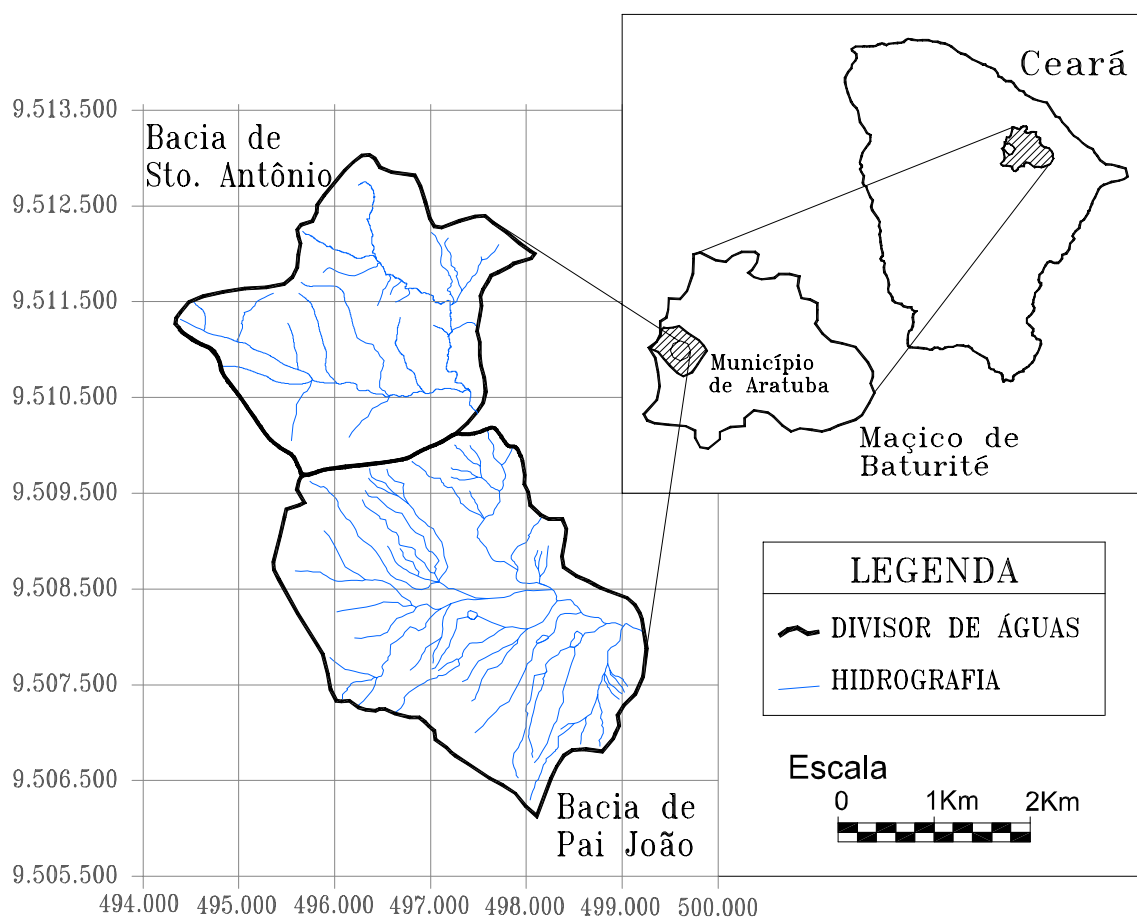 Ceará
9.513.500
Bacia de
Sto. Antônio
9.512.500
9.511.500
Município
de Aratuba
9.510.500
Maçico de
Baturité
9.509.500
LEGENDA
9.508.500
DIVISOR DE ÁGUAS
HIDROGRAFIA
9.507.500
9.506.500
Escala
0 1Km 2Km
Bacia de
Pai João
9.505.500
494.000 495.000 496.000 497.000 498.000 499.000 500.000